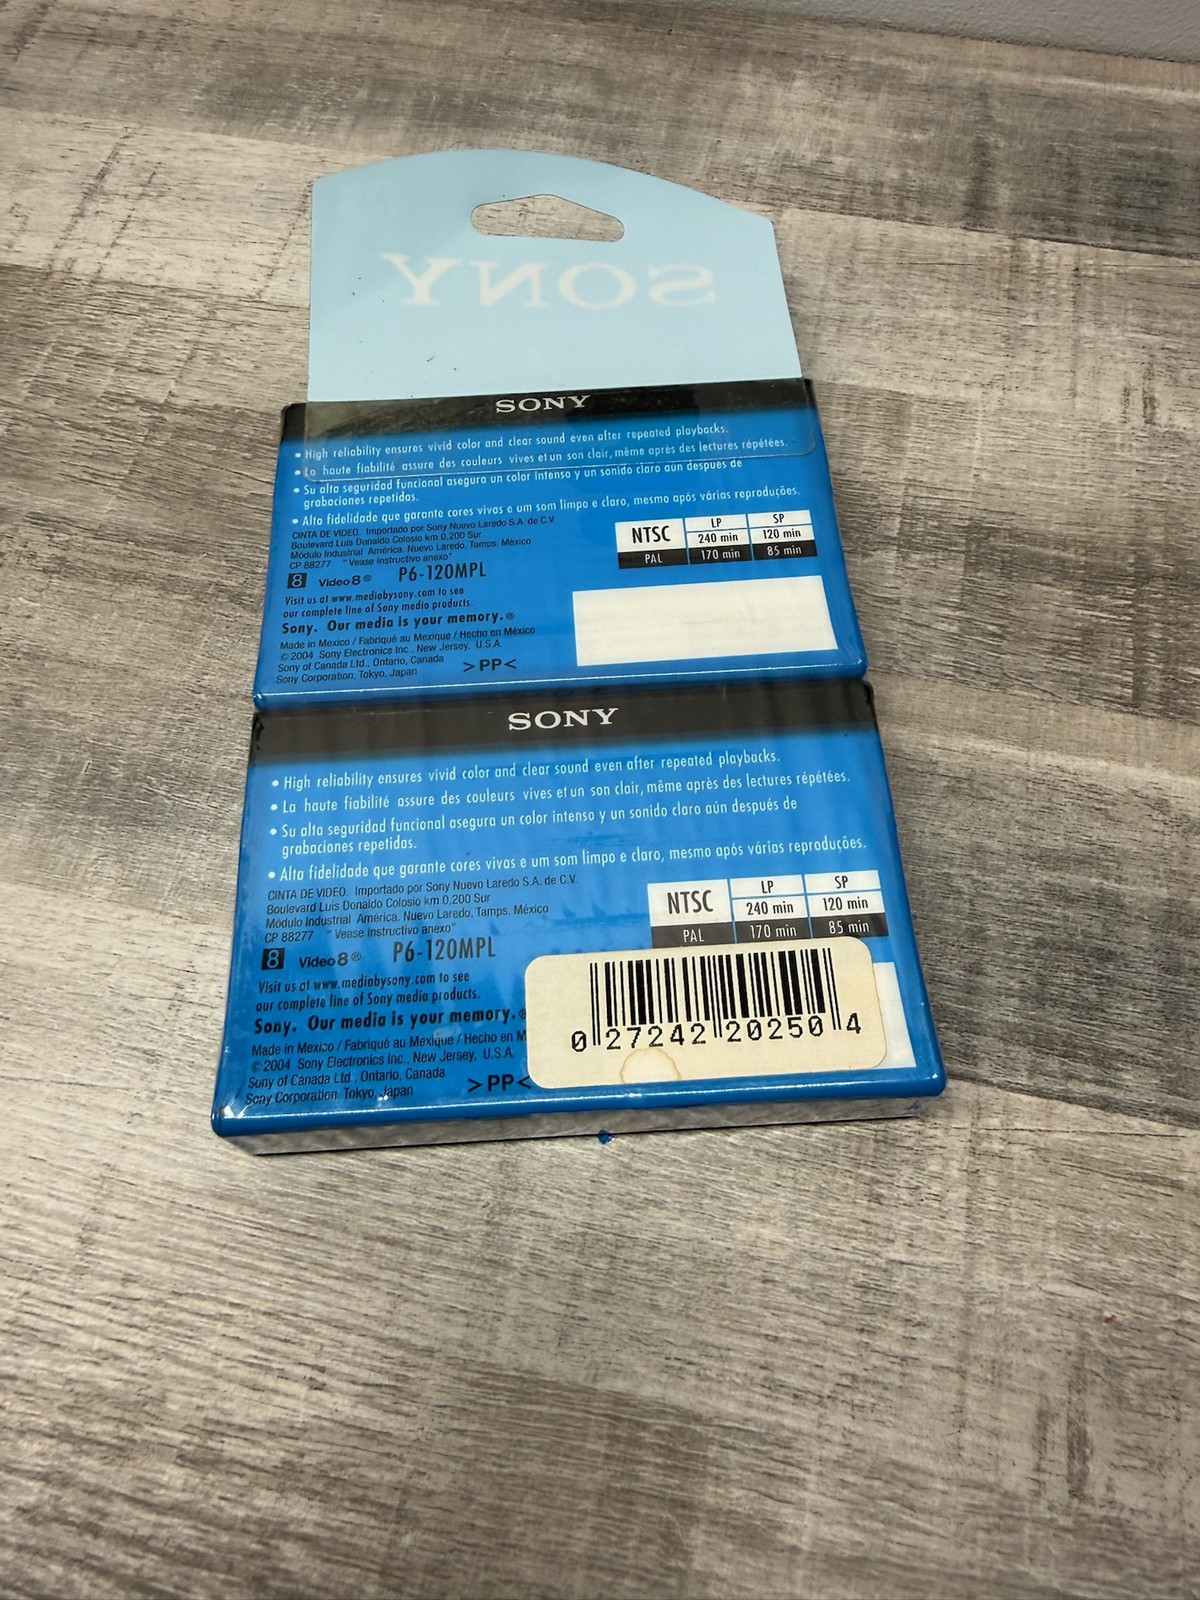 SONY
SONY
• High reliability ensures vivid color and clear sound even after repeated playbacks.
• La haute fiabilité assure des couleurs vives et un son clair, même après des lectures répétées.
• Su alta seguridad funcional asegura un color intenso y un sonido claro aún después de
grabaciones repetidas.
• Alta fidelidade que garante cores vivas e um som limpo e claro, mesmo após várias reproduções.
CINTA DE VIDEO. Importado por Sony Nuevo Laredo S.A. de C.V.
Boulevard Luis Donaldo Colosio km 0,200 Sur
Módulo Industrial América. Nuevo Laredo, Tamps. México
CP 88277 "Vease instructivo anexo"
8 Video8® P6-120MPL
NTSC LP SP
240 min 120 min
PAL 170 min 85 min
Visit us at www.mediabysony.com to see
our complete line of Sony media products.
Sony. Our media is your memory.®
Made in Mexico / Fabriqué au Mexique / Hecho en México
© 2004 Sony Electronics Inc., New Jersey, U.S.A.
Sony of Canada Ltd., Ontario, Canada
Sony Corporation, Tokyo, Japan
>PP<
SONY
• High reliability ensures vivid color and clear sound even after repeated playbacks.
• La haute fiabilité assure des couleurs vives et un son clair, même après des lectures répétées.
• Su alta seguridad funcional asegura un color intenso y un sonido claro aún después de
grabaciones repetidas.
• Alta fidelidade que garante cores vivas e um som limpo e claro, mesmo após várias reproduções.
CINTA DE VIDEO. Importado por Sony Nuevo Laredo S.A. de C.V.
Boulevard Luis Donaldo Colosio km 0,200 Sur
Módulo Industrial América. Nuevo Laredo, Tamps. México
CP 88277 "Vease instructivo anexo"
8 Video8® P6-120MPL
NTSC LP SP
240 min 120 min
PAL 170 min 85 min
Visit us at www.mediabysony.com to see
our complete line of Sony media products.
Sony. Our media is your memory.®
Made in Mexico / Fabriqué au Mexique / Hecho en M
© 2004 Sony Electronics Inc., New Jersey, U.S.A.
Sony of Canada Ltd., Ontario, Canada
Sony Corporation, Tokyo, Japan
>PP<
0 27242 20250 4